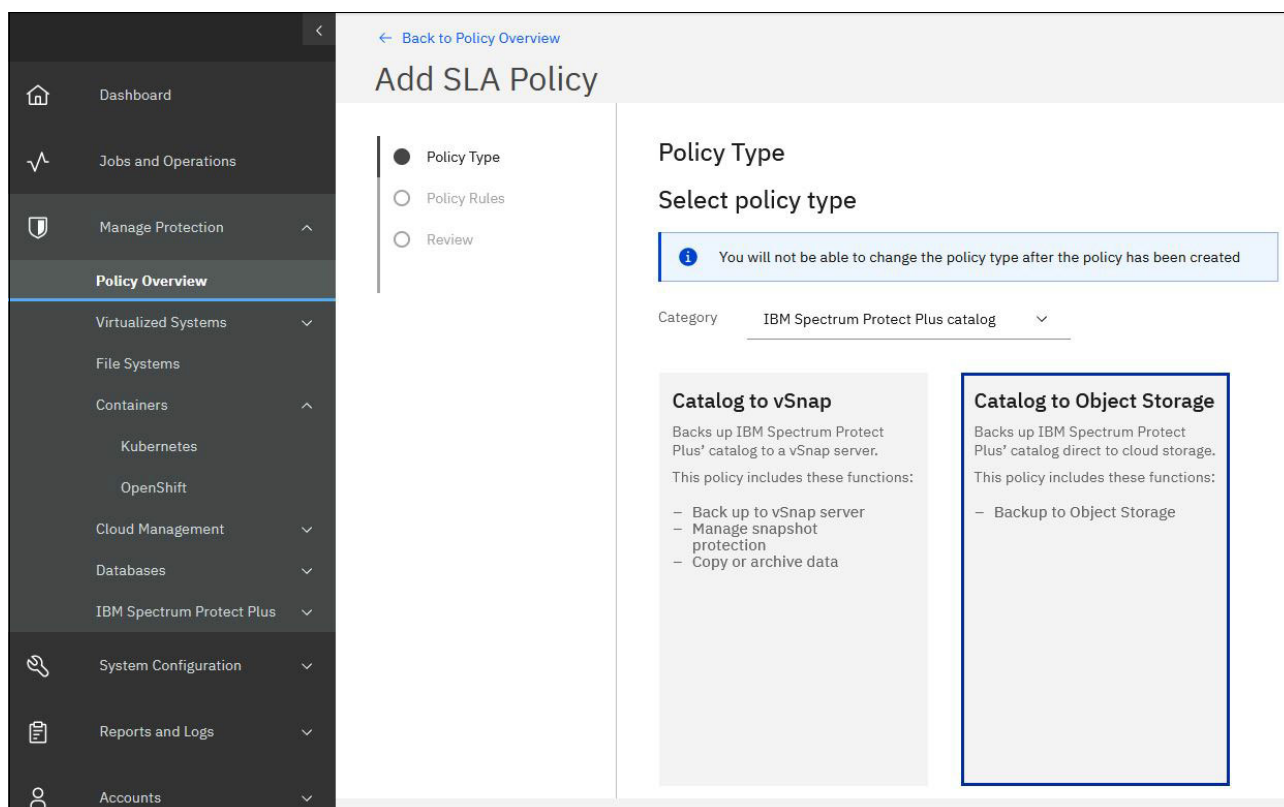 ← Back to Policy Overview
Add SLA Policy
Dashboard
Jobs and Operations
Manage Protection
Policy Overview
Virtualized Systems
File Systems
Containers
Kubernetes
OpenShift
Cloud Management
Databases
IBM Spectrum Protect Plus
System Configuration
Reports and Logs
Accounts
Policy Type
Policy Rules
Review
Policy Type
Select policy type
You will not be able to change the policy type after the policy has been created
Category IBM Spectrum Protect Plus catalog
Catalog to vSnap
Backs up IBM Spectrum Protect
Plus' catalog to a vSnap server.
This policy includes these functions:
– Back up to vSnap server
– Manage snapshot
protection
– Copy or archive data
Catalog to Object Storage
Backs up IBM Spectrum Protect
Plus' catalog direct to cloud storage.
This policy includes these functions:
– Backup to Object Storage